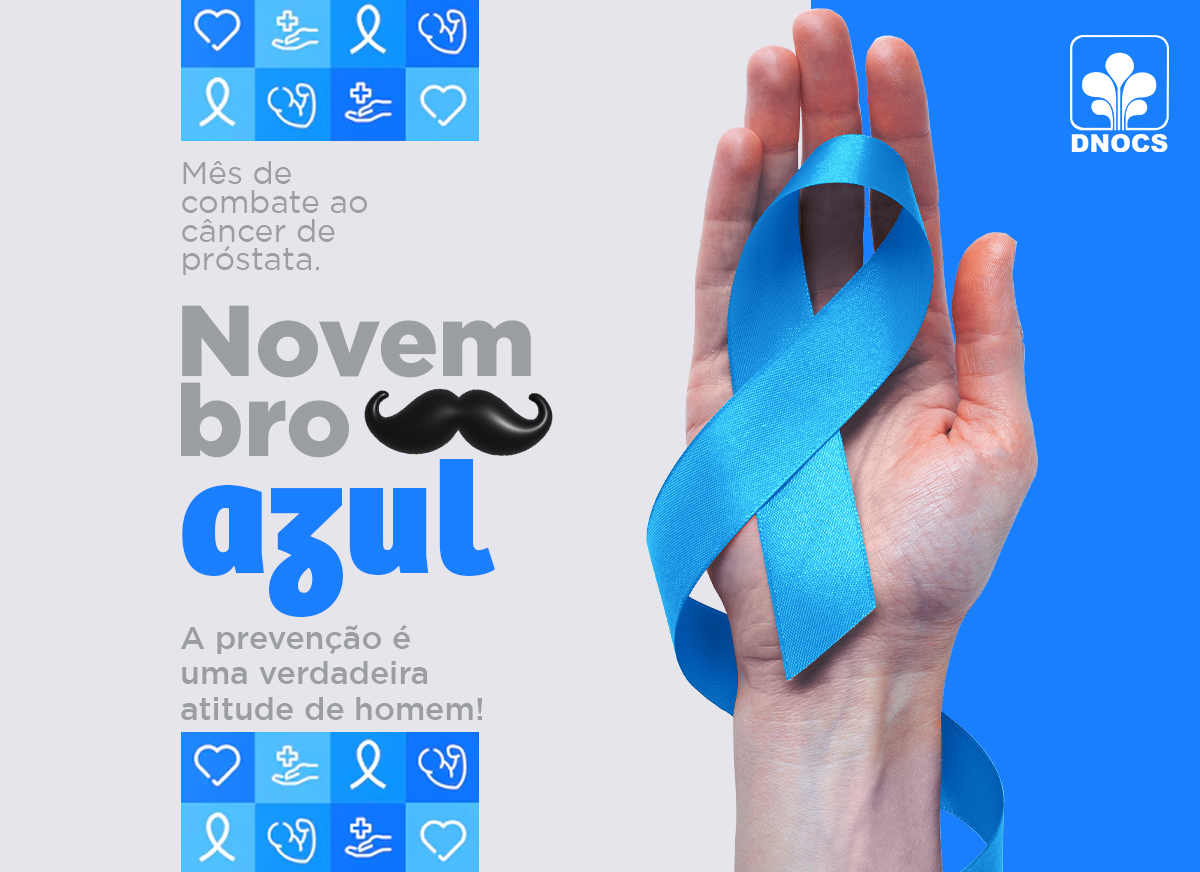 Mês de
combate ao
câncer de
próstata.
Novem
bro
azul
A prevenção é
uma verdadeira
atitude de homem!
DNOCS